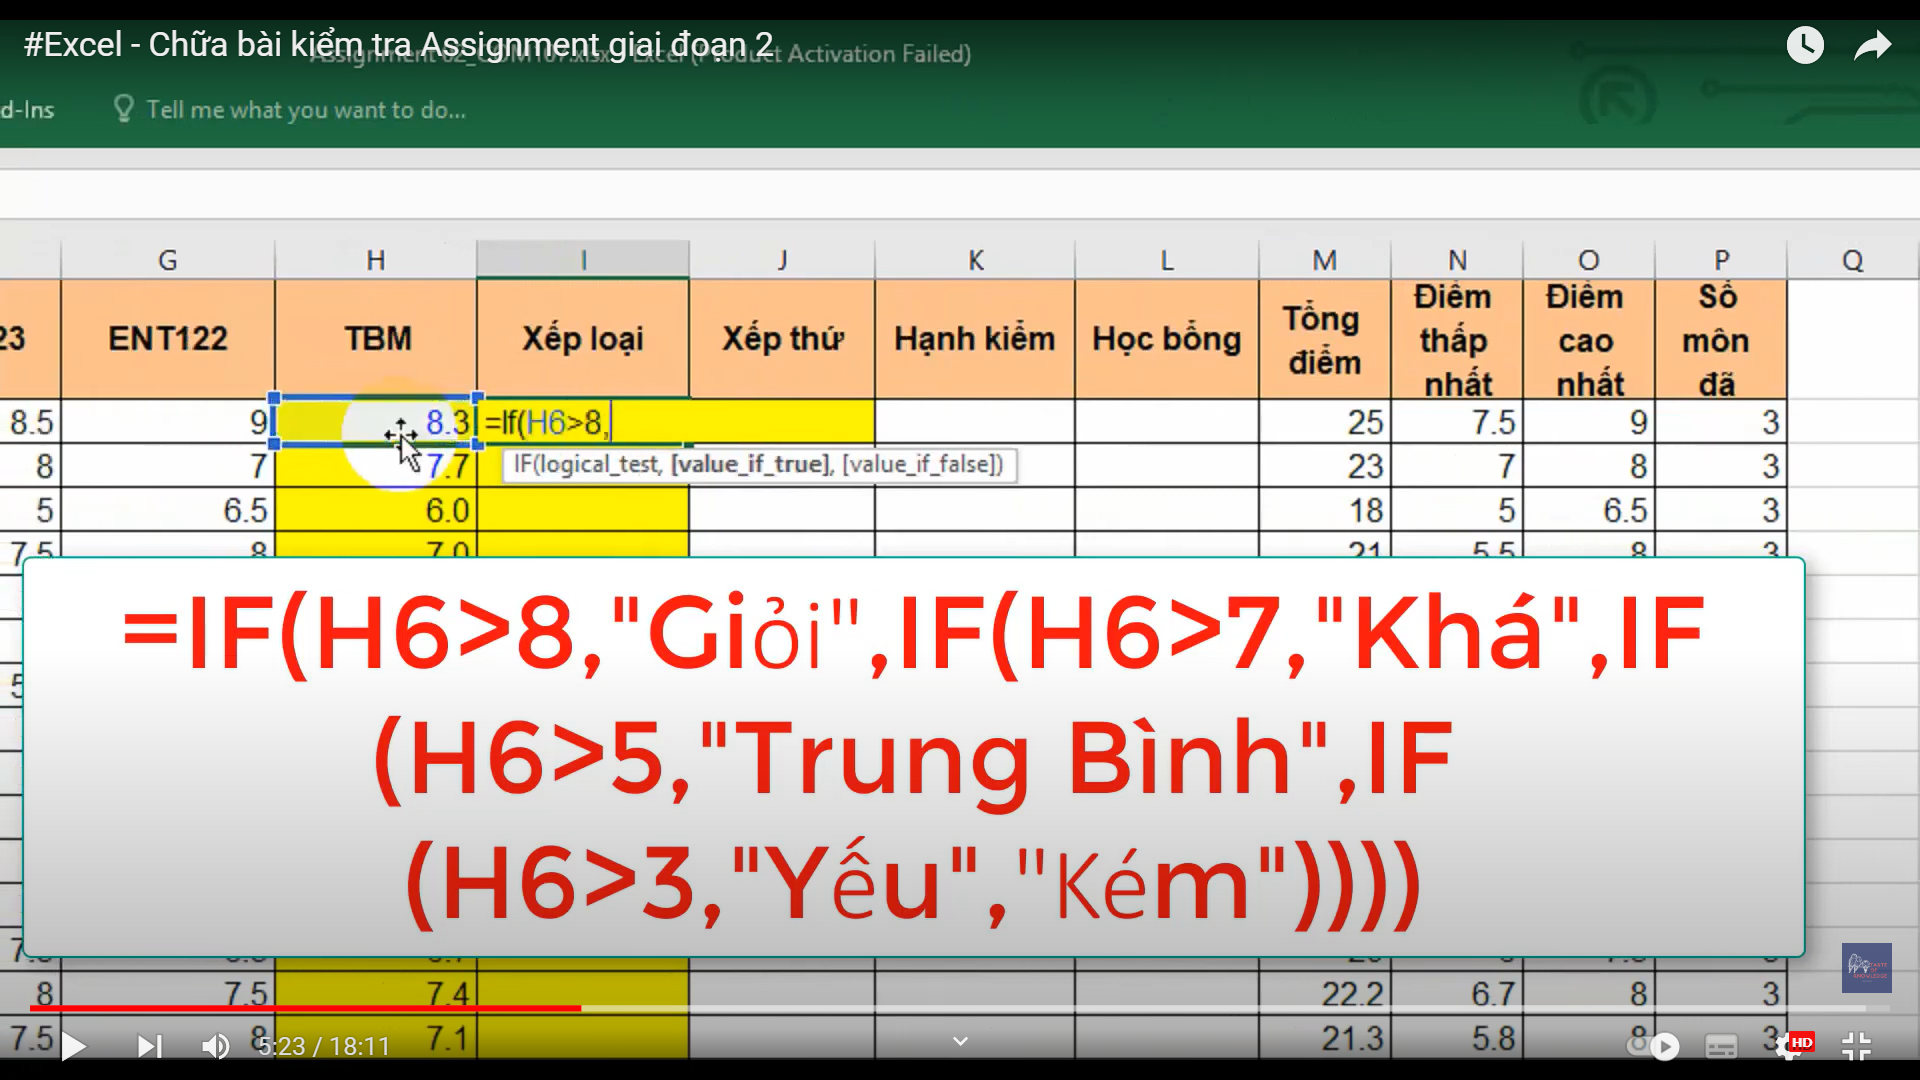 #Excel - Chữa bài kiểm tra Assignment giai đoạn 2
Assignment 02_COM107.xlsx - Excel (Product Activation Failed)
d-Ins Tell me what you want to do...
G H I J K L M N O P Q
23 ENT122 TBM Xếp loại Xếp thứ Hạnh kiểm Học bổng Tổng điểm Điểm thấp nhất Điểm cao nhất Số môn đã
8.5 9 8.3 =If(H6>8, 25 7.5 9 3
8 7 7.7 IF(logical_test, [value_if_true], [value_if_false]) 23 7 8 3
5 6.5 6.0 18 5 6.5 3
7.5 8 7.0 21 5.5 8 3
=IF(H6>8,"Giỏi",IF(H6>7,"Khá",IF
(H6>5,"Trung Bình",IF
(H6>3,"Yếu","Kém"))))
8 7.5 7.4 22.2 6.7 8 3
7.5 8 7.1 21.3 5.8 8 3
5:23 / 18:11
HD